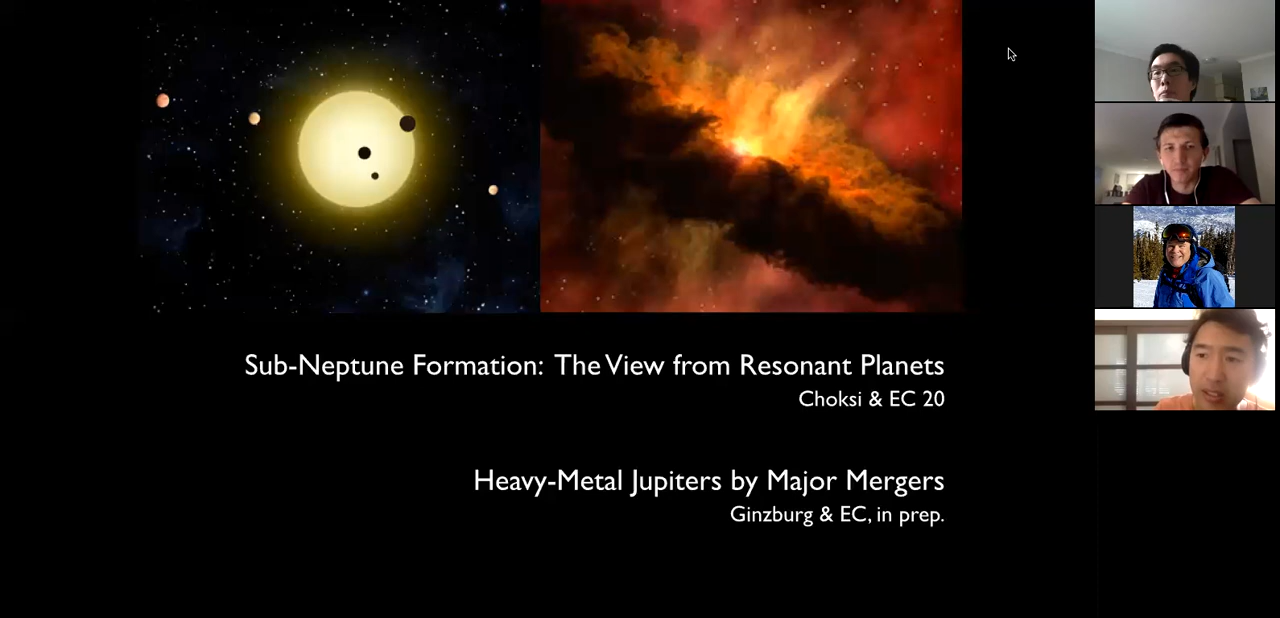 Sub-Neptune Formation: The View from Resonant Planets
Choksi & EC 20
Heavy-Metal Jupiters by Major Mergers
Ginzburg & EC, in prep.